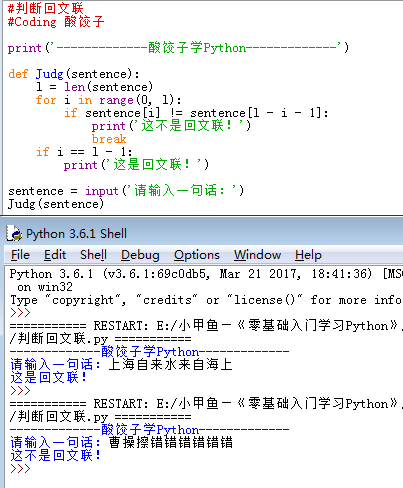 #判断回文联
#Coding 酸饺子
print('-------------酸饺子学Python-------------')
def Judg(sentence):
    l = len(sentence)
    for i in range(0, l):
        if sentence[i] != sentence[l - i - 1]:
            print('这不是回文联！')
            break
    if i == l - 1:
        print('这是回文联！')
sentence = input('请输入一句话：')
Judg(sentence)
Python 3.6.1 Shell
File Edit Shell Debug Options Window Help
Python 3.6.1 (v3.6.1:69c0db5, Mar 21 2017, 18:41:36) [MSC
on win32
Type "copyright", "credits" or "license()" for more info
>>>
=========== RESTART: E:/小甲鱼—《零基础入门学习Python》
/判断回文联.py ===========
-------------酸饺子学Python-------------
请输入一句话：上海自来水来自海上
这是回文联！
>>>
=========== RESTART: E:/小甲鱼—《零基础入门学习Python》
/判断回文联.py ===========
-------------酸饺子学Python-------------
请输入一句话：曹操擦错错错错错错
这不是回文联！
>>>